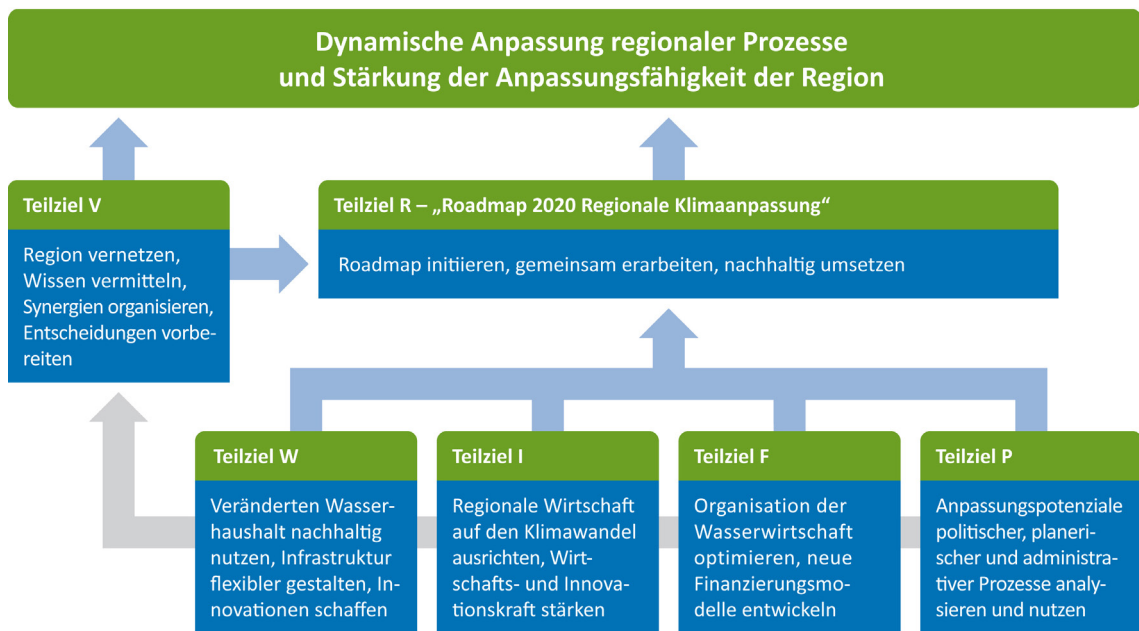 Dynamische Anpassung regionaler Prozesse
und Stärkung der Anpassungsfähigkeit der Region
Teilziel V
Region vernetzen,
Wissen vermitteln,
Synergien organisieren,
Entscheidungen vorbe-
reiten
Teilziel R – „Roadmap 2020 Regionale Klimaanpassung“
Roadmap initiieren, gemeinsam erarbeiten, nachhaltig umsetzen
Teilziel W
Veränderten Wasser-
haushalt nachhaltig
nutzen, Infrastruktur
flexibler gestalten, In-
novationen schaffen
Teilziel I
Regionale Wirtschaft
auf den Klimawandel
ausrichten, Wirt-
schafts- und Innova-
tionskraft stärken
Teilziel F
Organisation der
Wasserwirtschaft
optimieren, neue
Finanzierungsmo-
delle entwickeln
Teilziel P
Anpassungspotenziale
politischer, planeri-
scher und administra-
tiver Prozesse analy-
sieren und nutzen